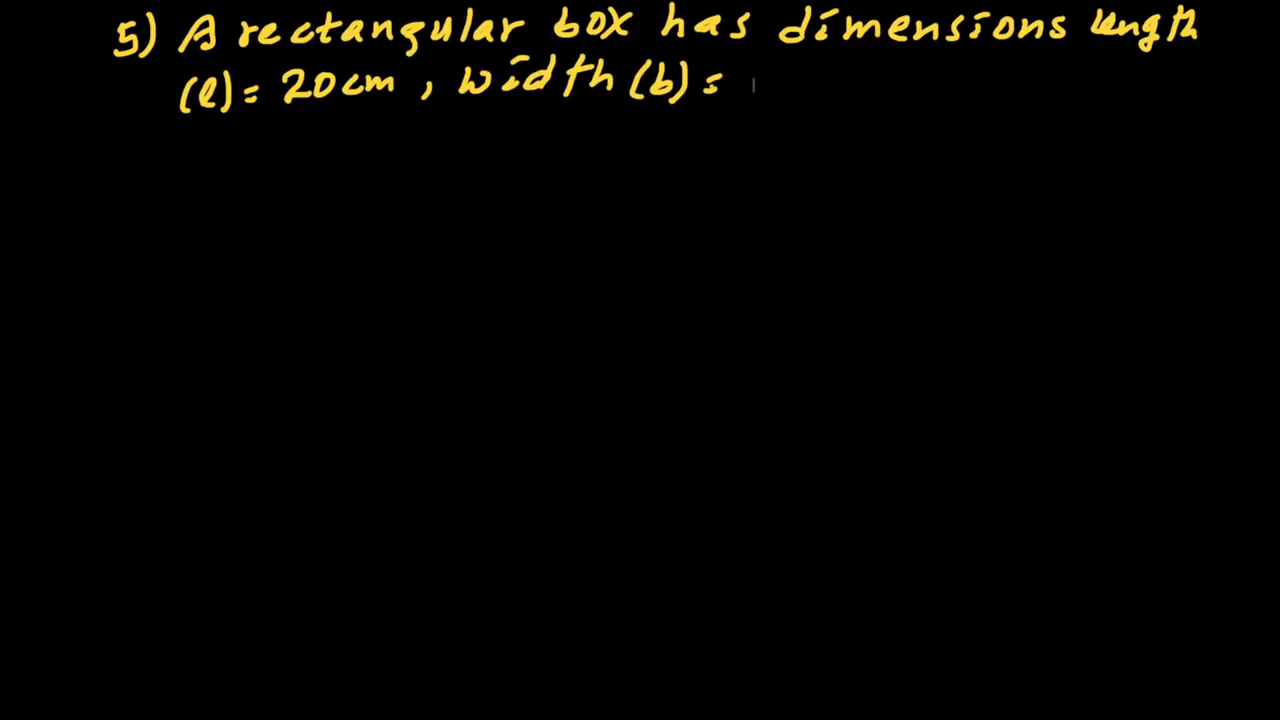 5) A rectangular box has dimensions length
(l) = 20cm, width (b) =